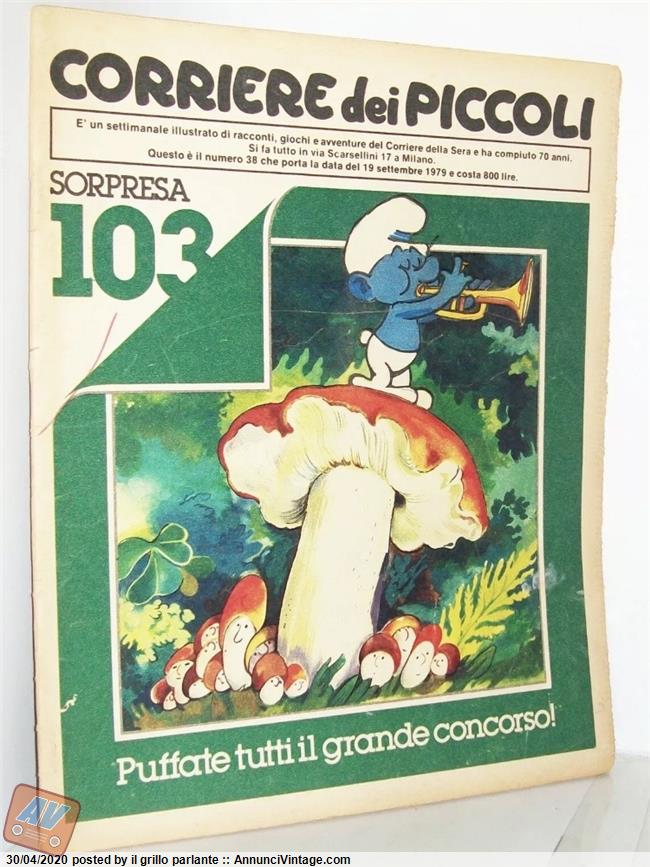 CORRIERE dei PICCOLI
E' un settimanale illustrato di racconti, giochi e avventure del Corriere della Sera e ha compiuto 70 anni.
Si fa tutto in via Scarsellini 17 a Milano.
Questo è il numero 38 che porta la data del 19 settembre 1979 e costa 800 lire.
SORPRESA
103
Puffate tutti il grande concorso!
AV
30/04/2020 posted by il grillo parlante :: AnnunciVintage.com